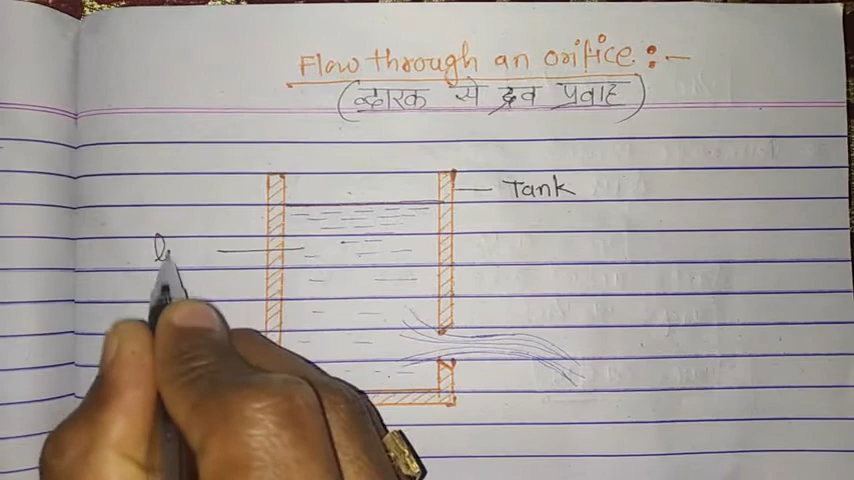 Flow through an orifice :-
(व्दारक से द्रव प्रवाह)
Tank